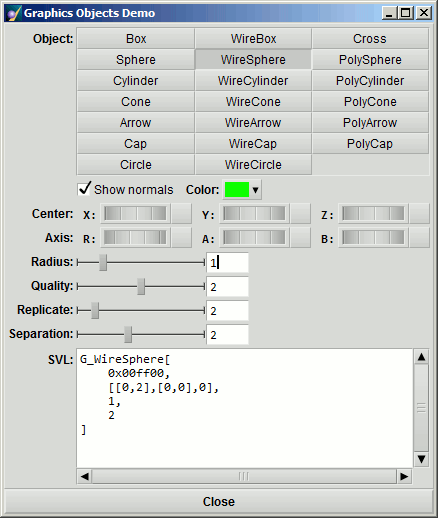 Graphics Objects Demo
Object: Box WireBox Cross
Sphere WireSphere PolySphere
Cylinder WireCylinder PolyCylinder
Cone WireCone PolyCone
Arrow WireArrow PolyArrow
Cap WireCap PolyCap
Circle WireCircle
Show normals Color:
Center: X: Y: Z:
Axis: R: A: B:
Radius: 1
Quality: 2
Replicate: 2
Separation: 2
SVL: G_WireSphere[
0x00ff00,
[[0,2],[0,0],0],
1,
2
]
Close